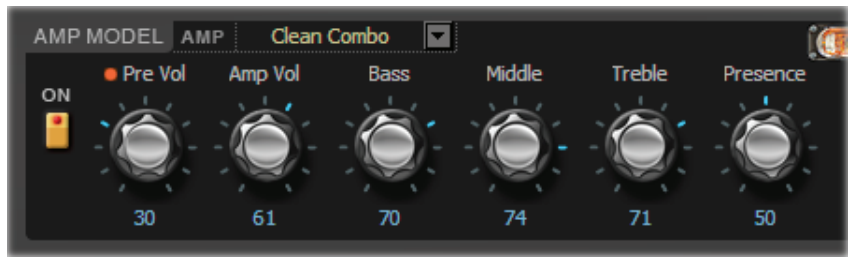 AMP MODEL AMP Clean Combo
ON Pre Vol Amp Vol Bass Middle Treble Presence
30 61 70 74 71 50